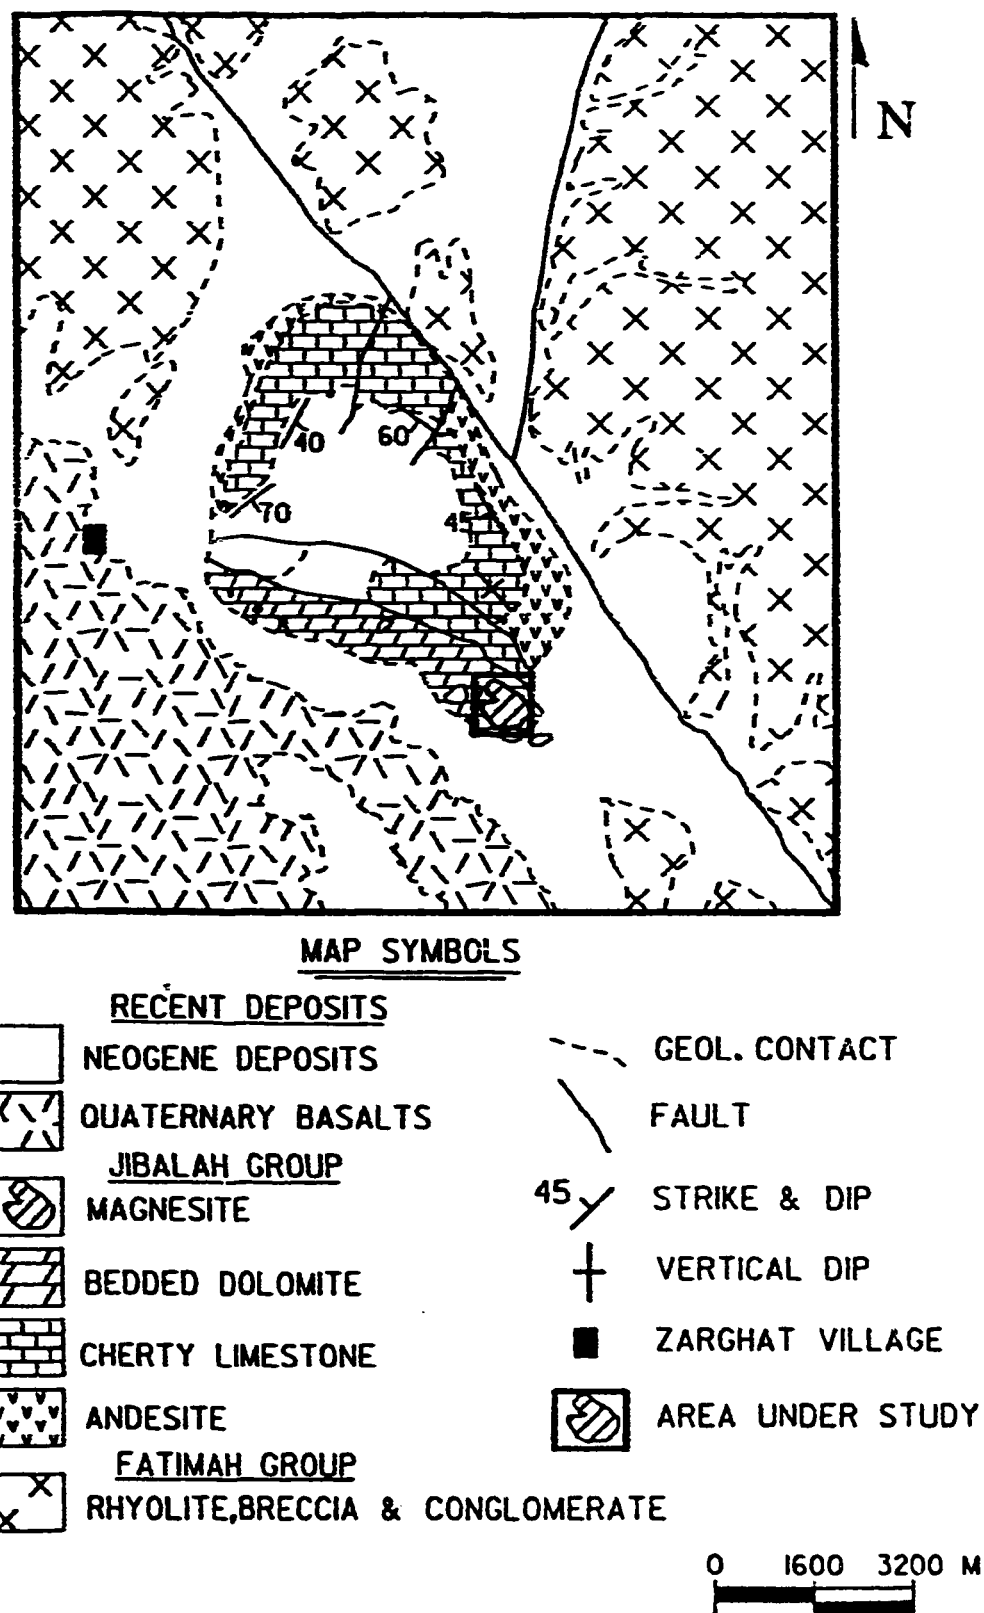 N
40
60
70
45
MAP SYMBOLS
RECENT DEPOSITS
NEOGENE DEPOSITS
QUATERNARY BASALTS
JIBALAH GROUP
MAGNESITE
BEDDED DOLOMITE
CHERTY LIMESTONE
ANDESITE
FATIMAH GROUP
RHYOLITE,BRECCIA & CONGLOMERATE
GEOL. CONTACT
FAULT
45 STRIKE & DIP
VERTICAL DIP
ZARGHAT VILLAGE
AREA UNDER STUDY
0 1600 3200 M